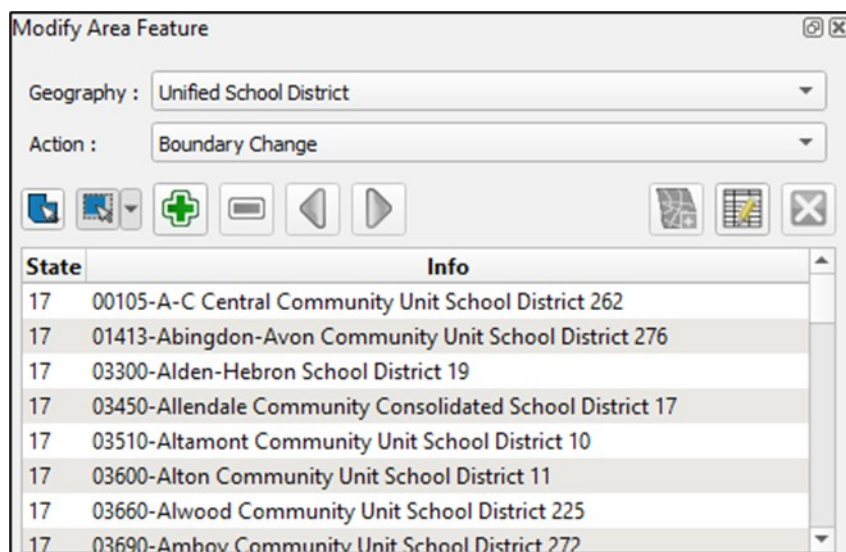 Modify Area Feature
Geography : Unified School District
Action : Boundary Change
State Info
17 00105-A-C Central Community Unit School District 262
17 01413-Abingdon-Avon Community Unit School District 276
17 03300-Alden-Hebron School District 19
17 03450-Allendale Community Consolidated School District 17
17 03510-Altamont Community Unit School District 10
17 03600-Alton Community Unit School District 11
17 03660-Alwood Community Unit School District 225
17 03690-Amboy Community Unit School District 272